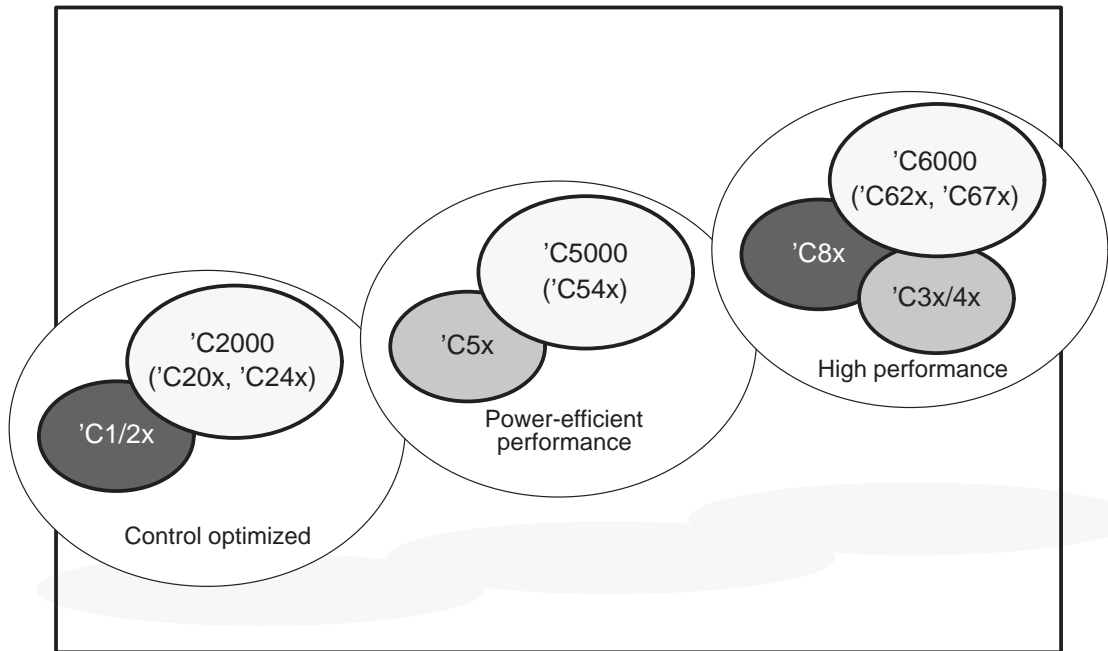 ’C2000
(’C20x, ’C24x)
’C1/2x
Control optimized
’C5000
(’C54x)
’C5x
Power-efficient
performance
’C6000
(’C62x, ’C67x)
’C8x
’C3x/4x
High performance